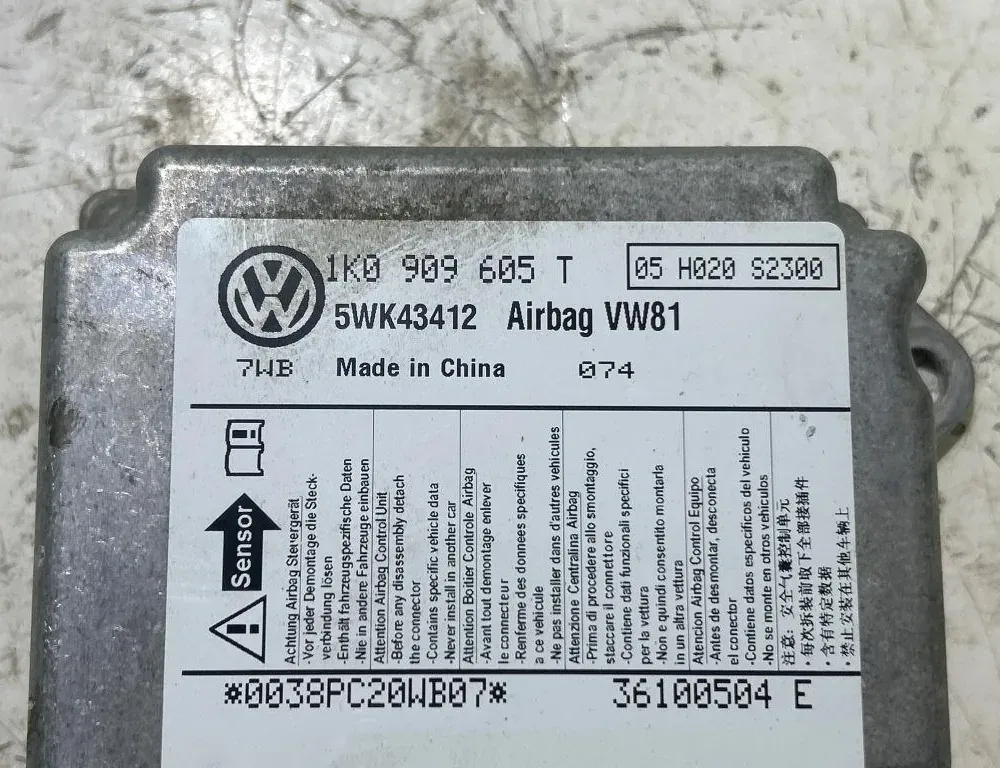 1K0 909 605 T
05 H020 S2300
5WK43412 Airbag VW81
7WB Made in China 074
Sensor
Achtung Airbag Steuergerät
-Vor jeder Demontage die Steck-
verbindung lösen
-Enthält fahrzeugspezifische Daten
-Nie in andere Fahrzeuge einbauen
Attention Airbag Control Unit
-Before any disassembly detach
the connector
-Contains specific vehicle data
-Never install in another car
Attention Boitier Controle Airbag
-Avant tout demontage enlever
le connecteur
-Renferme des donnees specifiques
a ce vehicule
-Ne pas installer dans d'autres vehicules
Attenzione Centralina Airbag
-Prima di procedere allo smontaggio,
staccare il connettore
-Contiene dati funzionali specifici
per la vettura
-Non e quindi consentito montarla
in un altra vettura
Atencion Airbag Control Equipo
-Antes de desmontar, desconecta
el conector
-Contiene datos especificos del vehiculo
-No se monte en otros vehiculos
注意: 安全气囊控制单元
·每次拆装前取下全部接插件
·含有特定数据
·禁止安装在其他车辆上
*0038PC20WB07* 36100504 E